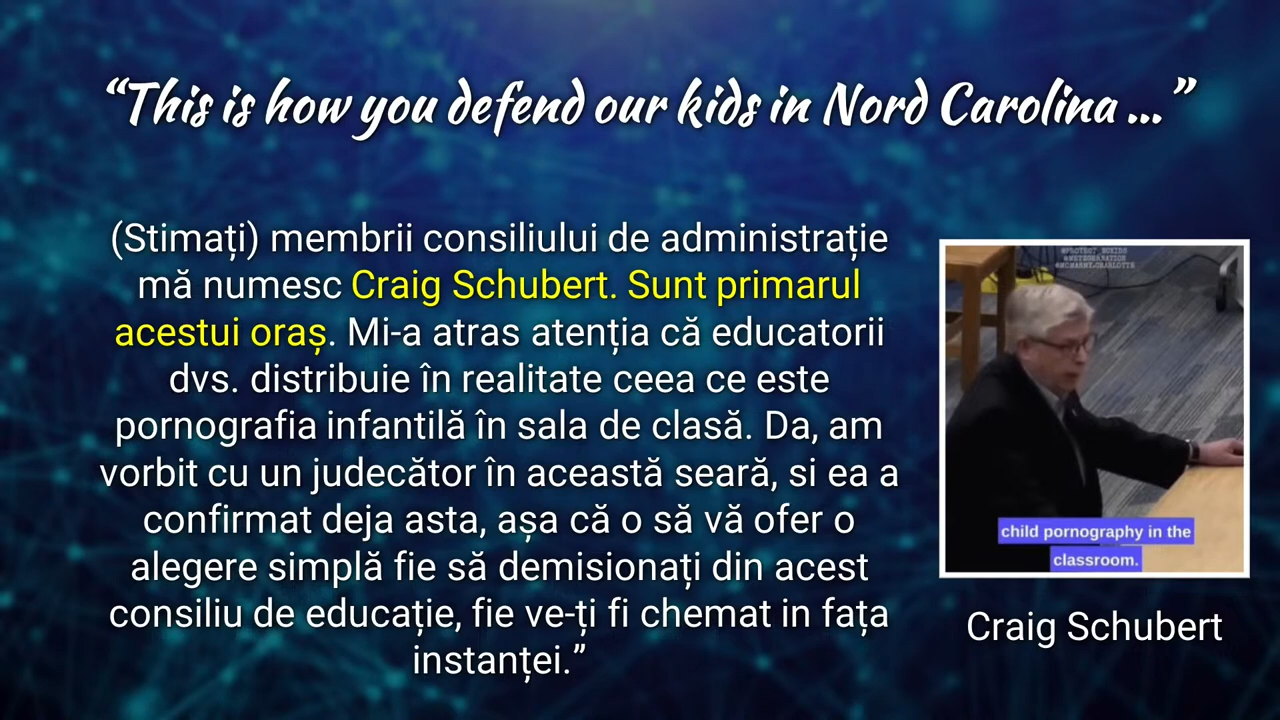 “This is how you defend our kids in Nord Carolina ...”
(Stimați) membrii consiliului de administrație
mă numesc Craig Schubert. Sunt primarul
acestui oraș. Mi-a atras atenția că educatorii
dvs. distribuie în realitate ceea ce este
pornografia infantilă în sala de clasă. Da, am
vorbit cu un judecător în această seară, si ea a
confirmat deja asta, așa că o să vă ofer o
alegere simplă fie să demisionați din acest
consiliu de educație, fie ve-ți fi chemat in fața
instanței.”
child pornography in the
classroom.
Craig Schubert